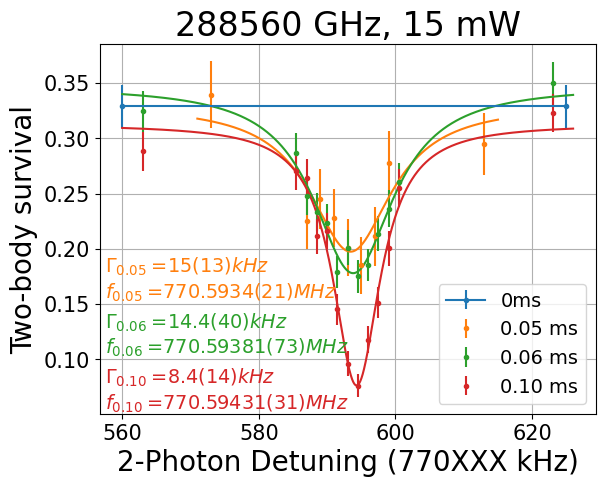 288560 GHz, 15 mW
Two-body survival
0.35
0.30
0.25
0.20
0.15
0.10
Γ0.05 =15(13)kHz
f0.05 =770.5934(21)MHz
Γ0.06 =14.4(40)kHz
f0.06 =770.59381(73)MHz
Γ0.10 =8.4(14)kHz
f0.10 =770.59431(31)MHz
0ms
0.05 ms
0.06 ms
0.10 ms
560 580 600 620
2-Photon Detuning (770XXX kHz)